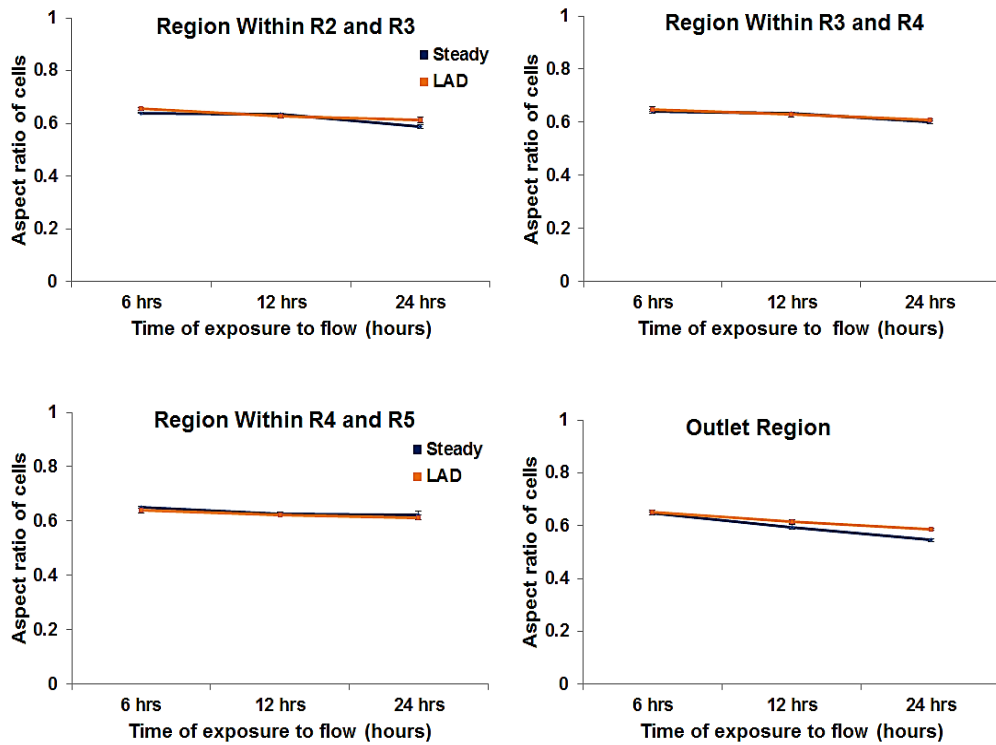 Region Within R2 and R3
Steady
LAD
Aspect ratio of cells
1
0.8
0.6
0.4
0.2
0
6 hrs 12 hrs 24 hrs
Time of exposure to flow (hours)
Region Within R3 and R4
Aspect ratio of cells
1
0.8
0.6
0.4
0.2
0
6 hrs 12 hrs 24 hrs
Time of exposure to flow (hours)
Region Within R4 and R5
Steady
LAD
Aspect ratio of cells
1
0.8
0.6
0.4
0.2
0
6 hrs 12 hrs 24 hrs
Time of exposure to flow (hours)
Outlet Region
Aspect ratio of cells
1
0.8
0.6
0.4
0.2
0
6 hrs 12 hrs 24 hrs
Time of exposure to flow (hours)